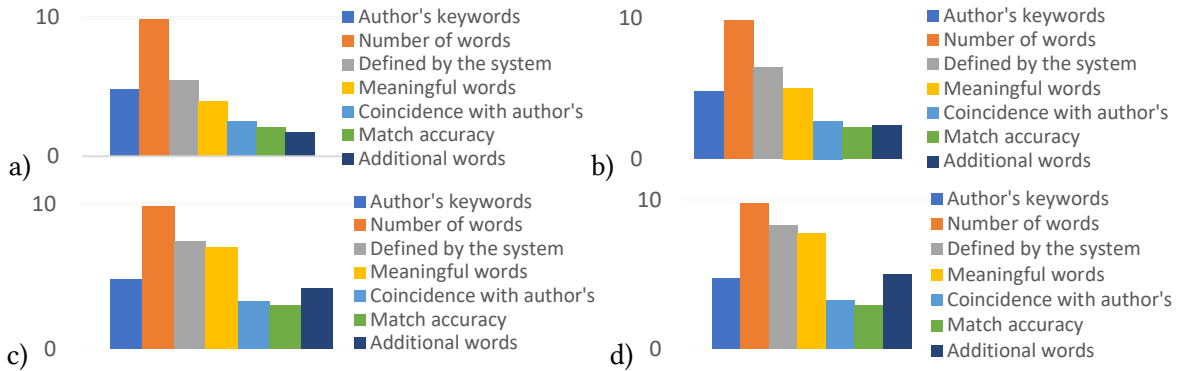 10
0
a)
Author's keywords
Number of words
Defined by the system
Meaningful words
Coincidence with author's
Match accuracy
Additional words
10
0
b)
Author's keywords
Number of words
Defined by the system
Meaningful words
Coincidence with author's
Match accuracy
Additional words
10
0
c)
Author's keywords
Number of words
Defined by the system
Meaningful words
Coincidence with author's
Match accuracy
Additional words
10
0
d)
Author's keywords
Number of words
Defined by the system
Meaningful words
Coincidence with author's
Match accuracy
Additional words